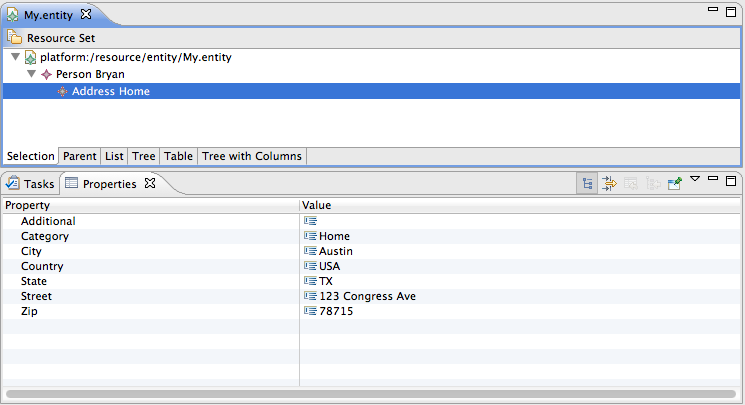 My.entity
Resource Set
platform:/resource/entity/My.entity
Person Bryan
Address Home
Selection Parent List Tree Table Tree with Columns
Tasks Properties
Property Value
Additional
Category Home
City Austin
Country USA
State TX
Street 123 Congress Ave
Zip 78715